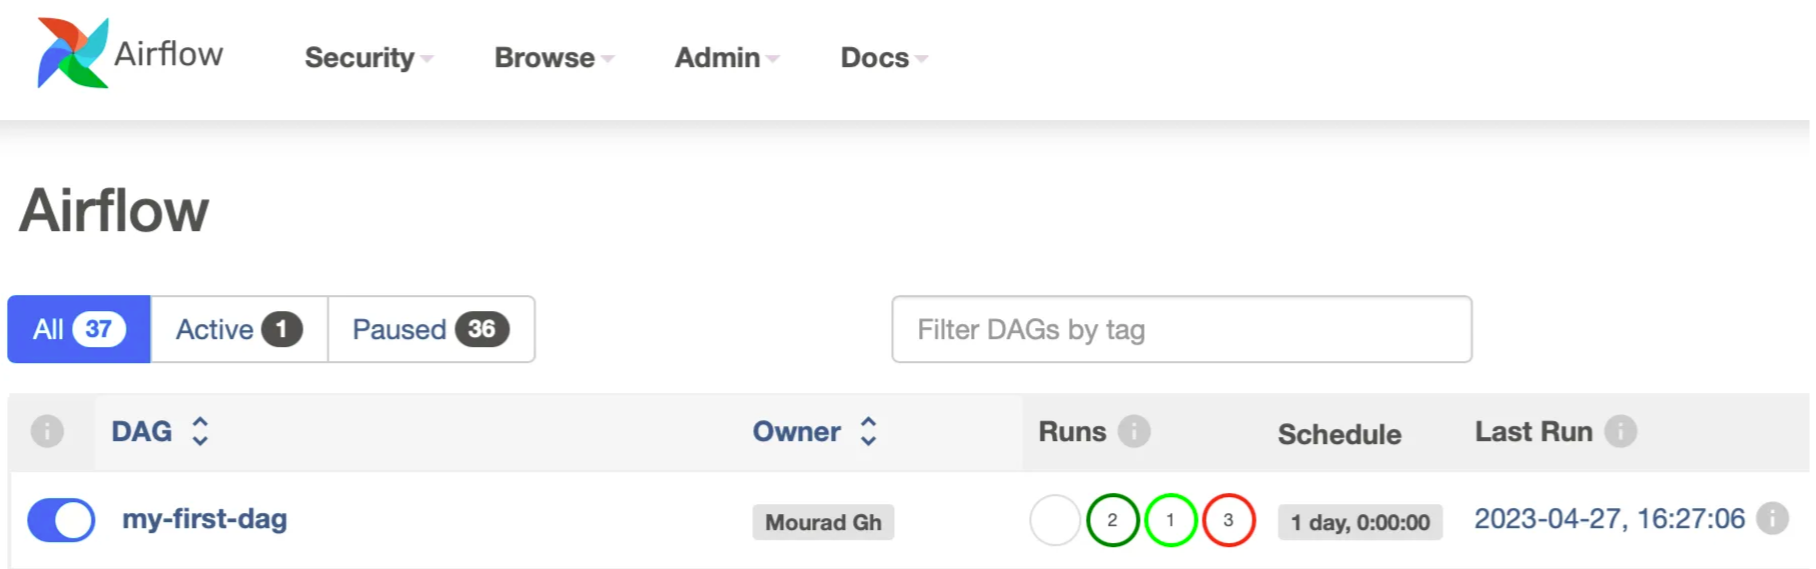 Airflow Security Browse Admin Docs
Airflow
All 37 Active 1 Paused 36 Filter DAGs by tag
i DAG Owner Runs i Schedule Last Run i
my-first-dag Mourad Gh 2 1 3 1 day, 0:00:00 2023-04-27, 16:27:06 i